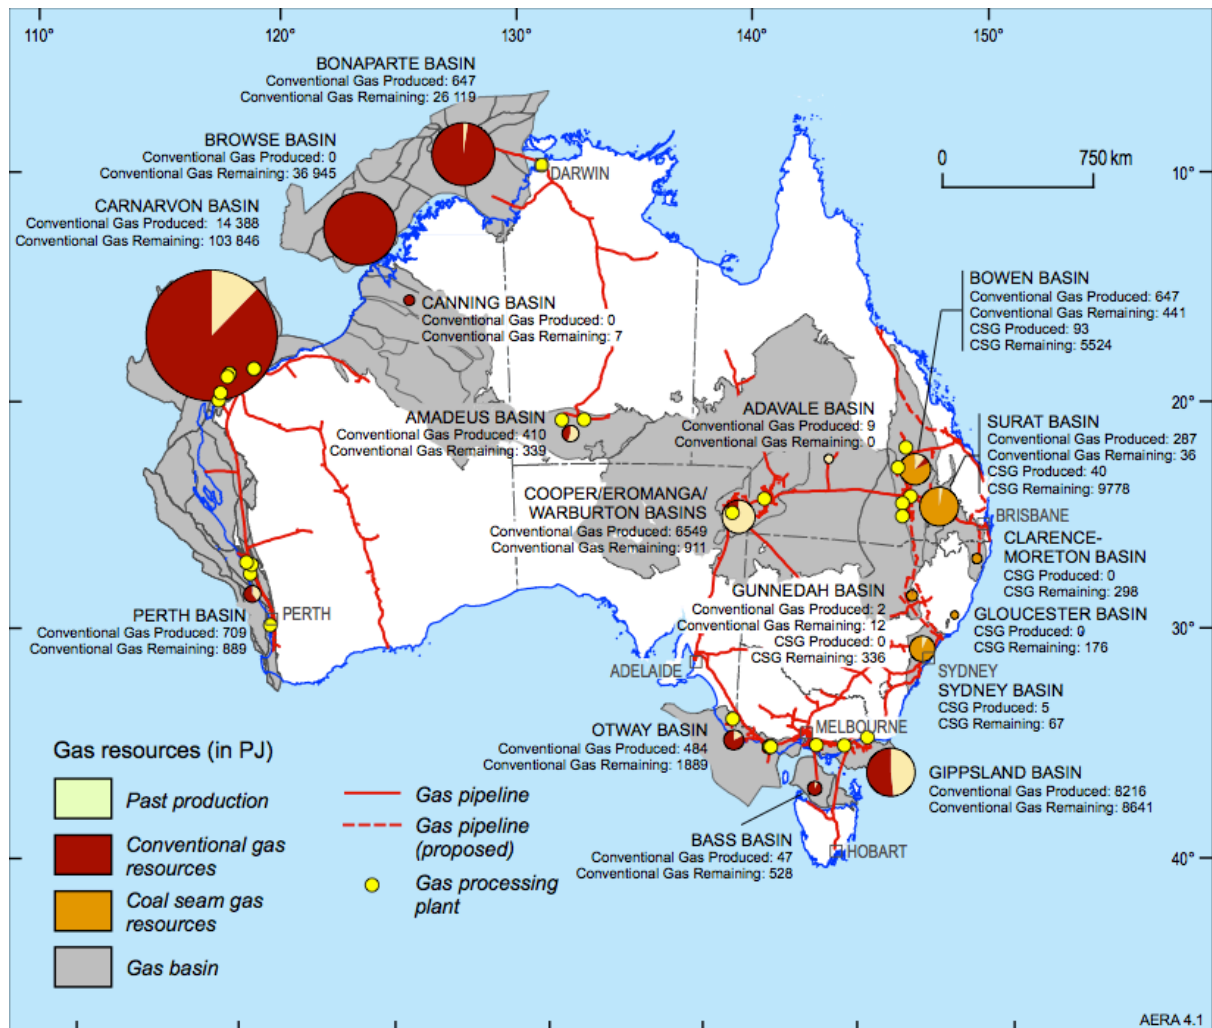 110°
120°
130°
140°
150°
BONAPARTE BASIN
Conventional Gas Produced: 647
Conventional Gas Remaining: 26 119
BROWSE BASIN
Conventional Gas Produced: 0
Conventional Gas Remaining: 36 945
CARNARVON BASIN
Conventional Gas Produced: 14 388
Conventional Gas Remaining: 103 846
DARWIN
0 750 km
10°
CANNING BASIN
Conventional Gas Produced: 0
Conventional Gas Remaining: 7
BOWEN BASIN
Conventional Gas Produced: 647
Conventional Gas Remaining: 441
CSG Produced: 93
CSG Remaining: 5524
20°
AMADEUS BASIN
Conventional Gas Produced: 410
Conventional Gas Remaining: 339
ADAVALE BASIN
Conventional Gas Produced: 9
Conventional Gas Remaining: 0
SURAT BASIN
Conventional Gas Produced: 287
Conventional Gas Remaining: 36
CSG Produced: 40
CSG Remaining: 9778
COOPER/EROMANGA/
WARBURTON BASINS
Conventional Gas Produced: 6549
Conventional Gas Remaining: 911
BRISBANE
CLARENCE-
MORETON BASIN
CSG Produced: 0
CSG Remaining: 298
GUNNEDAH BASIN
Conventional Gas Produced: 2
Conventional Gas Remaining: 12
CSG Produced: 0
CSG Remaining: 336
GLOUCESTER BASIN
CSG Produced: 0
CSG Remaining: 176
30°
PERTH BASIN
Conventional Gas Produced: 709
Conventional Gas Remaining: 889
PERTH
ADELAIDE
SYDNEY
SYDNEY BASIN
CSG Produced: 5
CSG Remaining: 67
OTWAY BASIN
Conventional Gas Produced: 484
Conventional Gas Remaining: 1889
MELBOURNE
GIPPSLAND BASIN
Conventional Gas Produced: 8216
Conventional Gas Remaining: 8641
BASS BASIN
Conventional Gas Produced: 47
Conventional Gas Remaining: 528
HOBART
40°
Gas resources (in PJ)
Past production
Conventional gas
resources
Coal seam gas
resources
Gas basin
Gas pipeline
Gas pipeline
(proposed)
Gas processing
plant
AERA 4.1